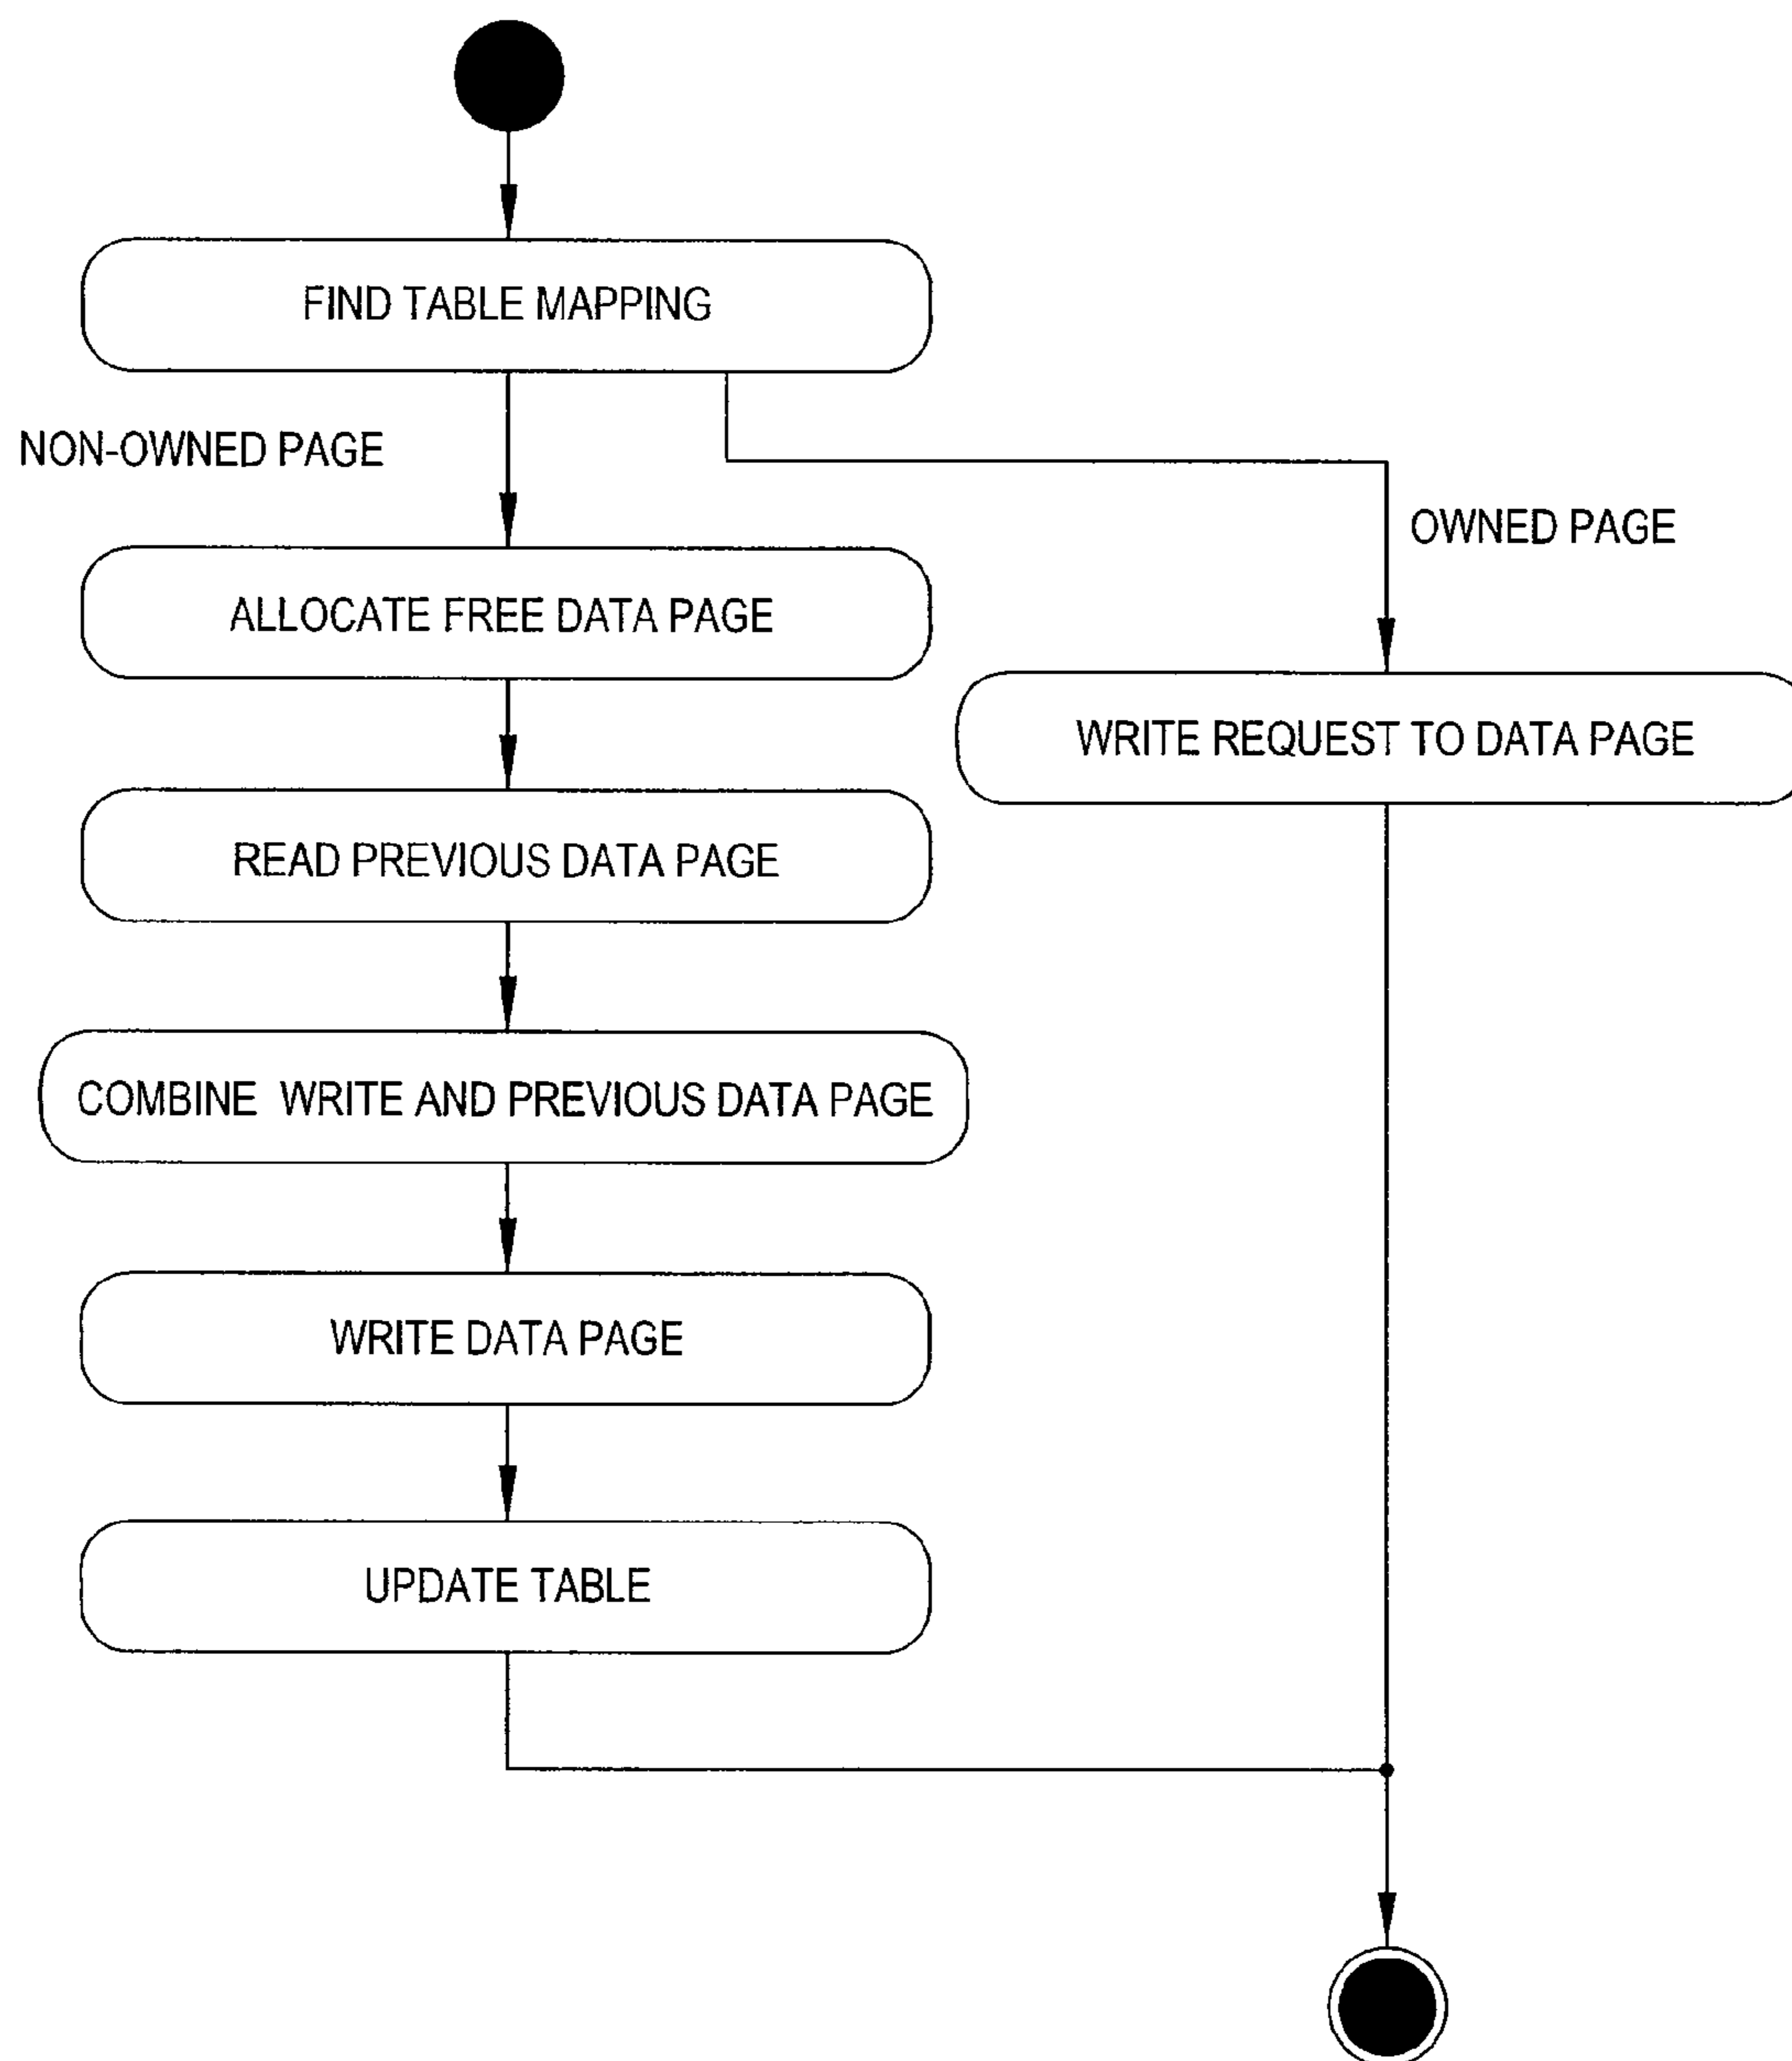 FIND TABLE MAPPING
NON-OWNED PAGE
OWNED PAGE
ALLOCATE FREE DATA PAGE
WRITE REQUEST TO DATA PAGE
READ PREVIOUS DATA PAGE
COMBINE WRITE AND PREVIOUS DATA PAGE
WRITE DATA PAGE
UPDATE TABLE